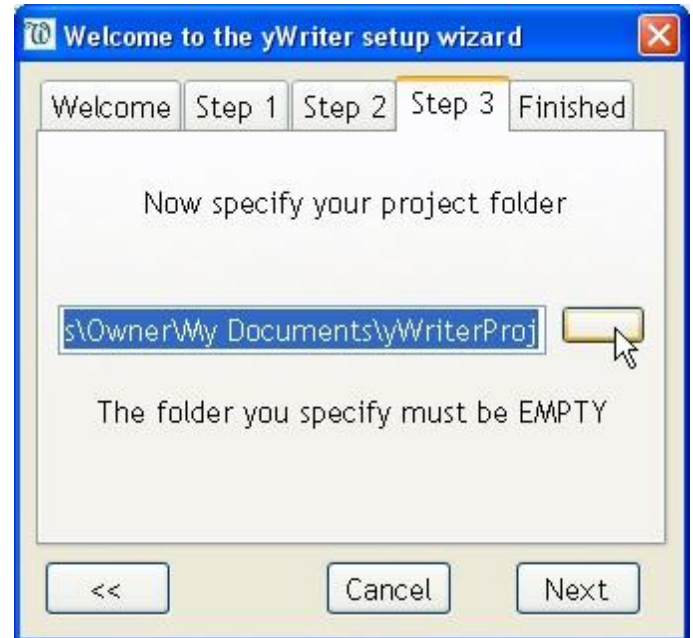 Welcome to the yWriter setup wizard
Welcome Step 1 Step 2 Step 3 Finished
Now specify your project folder
s\Owner\My Documents\yWriterProj
The folder you specify must be EMPTY
<< Cancel Next